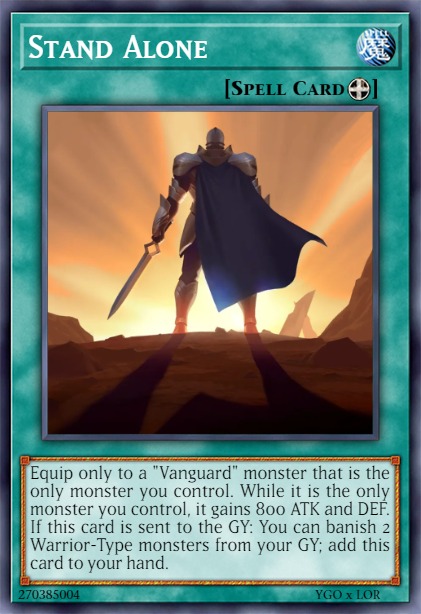 Stand Alone
魔
[Spell Card]
Equip only to a "Vanguard" monster that is the
only monster you control. While it is the only
monster you control, it gains 800 ATK and DEF.
If this card is sent to the GY: You can banish 2
Warrior-Type monsters from your GY; add this
card to your hand.
270385004
YGO x LOR